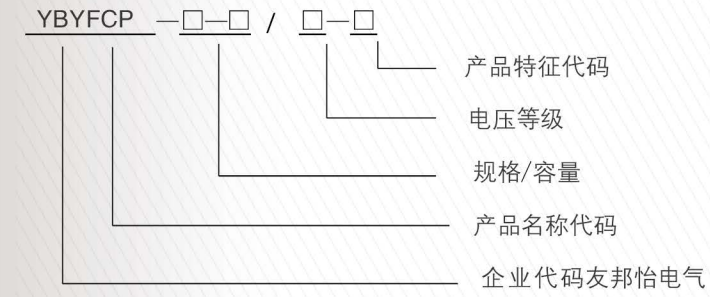 YBYFCP—□—□ / □—□
产品特征代码
电压等级
规格/容量
产品名称代码
企业代码友邦怡电气